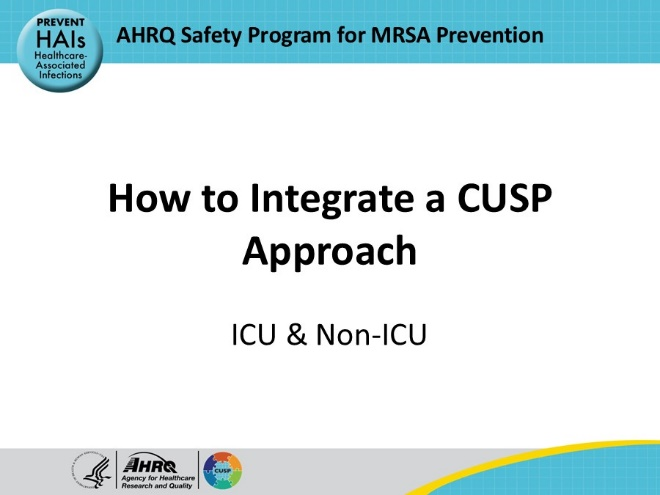 PREVENT
HAIs
Healthcare-
Associated
Infections
AHRQ Safety Program for MRSA Prevention
How to Integrate a CUSP
Approach
ICU & Non-ICU
AHRQ
Agency for Healthcare
Research and Quality
CUSP